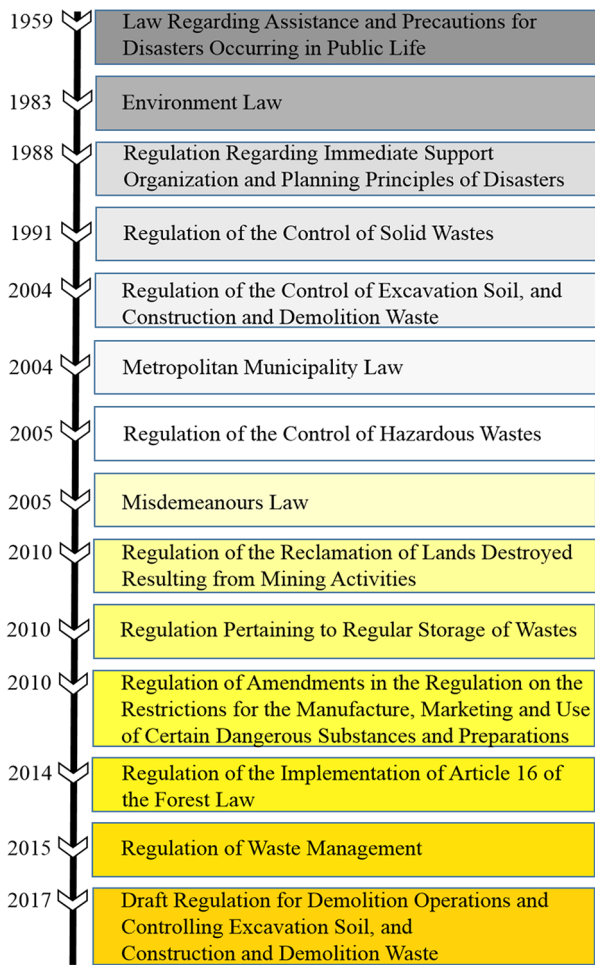 1959
Law Regarding Assistance and Precautions for
Disasters Occurring in Public Life
1983
Environment Law
1988
Regulation Regarding Immediate Support
Organization and Planning Principles of Disasters
1991
Regulation of the Control of Solid Wastes
2004
Regulation of the Control of Excavation Soil, and
Construction and Demolition Waste
2004
Metropolitan Municipality Law
2005
Regulation of the Control of Hazardous Wastes
2005
Misdemeanours Law
2010
Regulation of the Reclamation of Lands Destroyed
Resulting from Mining Activities
2010
Regulation Pertaining to Regular Storage of Wastes
2010
Regulation of Amendments in the Regulation on the
Restrictions for the Manufacture, Marketing and Use
of Certain Dangerous Substances and Preparations
2014
Regulation of the Implementation of Article 16 of
the Forest Law
2015
Regulation of Waste Management
2017
Draft Regulation for Demolition Operations and
Controlling Excavation Soil, and
Construction and Demolition Waste